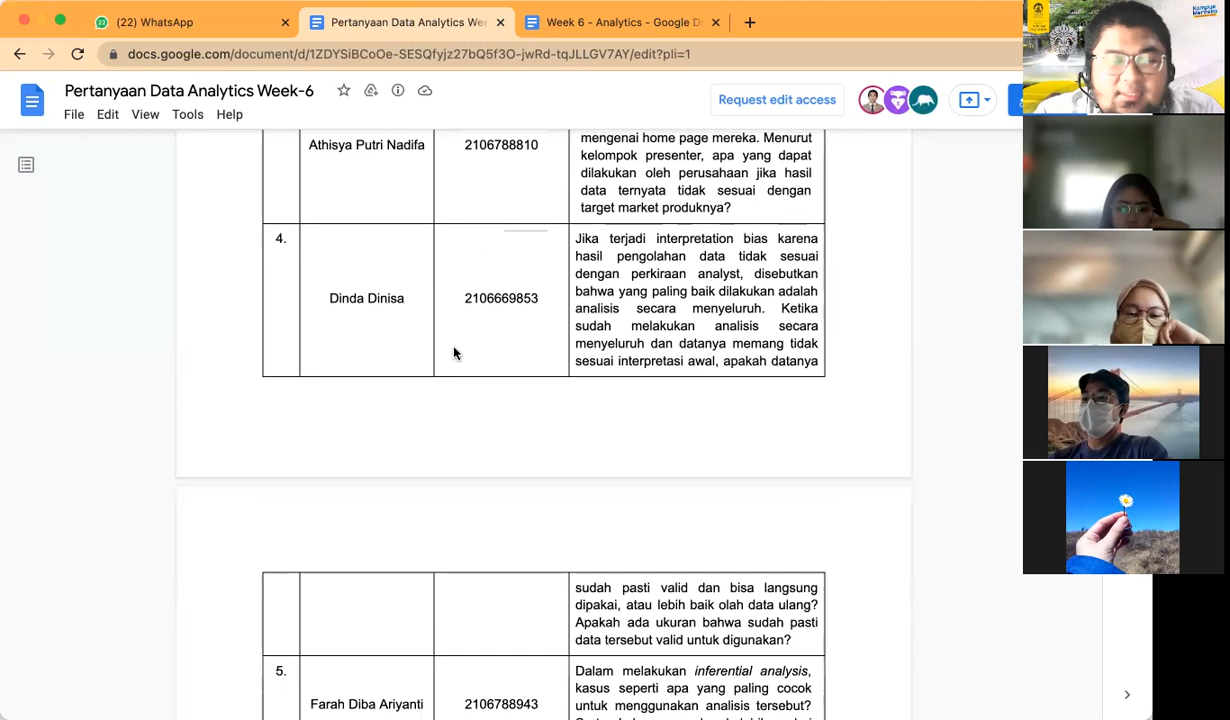 (22) WhatsApp
Pertanyaan Data Analytics Wee
Week 6 - Analytics - Google D
docs.google.com/document/d/1ZDYSiBCoOe-SESQfyjz27bQ5f3O-jwRd-tqJLLGV7AY/edit?pli=1
Pertanyaan Data Analytics Week-6
File Edit View Tools Help
Request edit access
Athisya Putri Nadifa
2106788810
mengenai home page mereka. Menurut
kelompok presenter, apa yang dapat
dilakukan oleh perusahaan jika hasil
data ternyata tidak sesuai dengan
target market produknya?
4.
Dinda Dinisa
2106669853
Jika terjadi interpretation bias karena
hasil pengolahan data tidak sesuai
dengan perkiraan analyst, disebutkan
bahwa yang paling baik dilakukan adalah
analisis secara menyeluruh. Ketika
sudah melakukan analisis secara
menyeluruh dan datanya memang tidak
sesuai interpretasi awal, apakah datanya
sudah pasti valid dan bisa langsung
dipakai, atau lebih baik olah data ulang?
Apakah ada ukuran bahwa sudah pasti
data tersebut valid untuk digunakan?
5.
Farah Diba Ariyanti
2106788943
Dalam melakukan inferential analysis,
kasus seperti apa yang paling cocok
untuk menggunakan analisis tersebut?